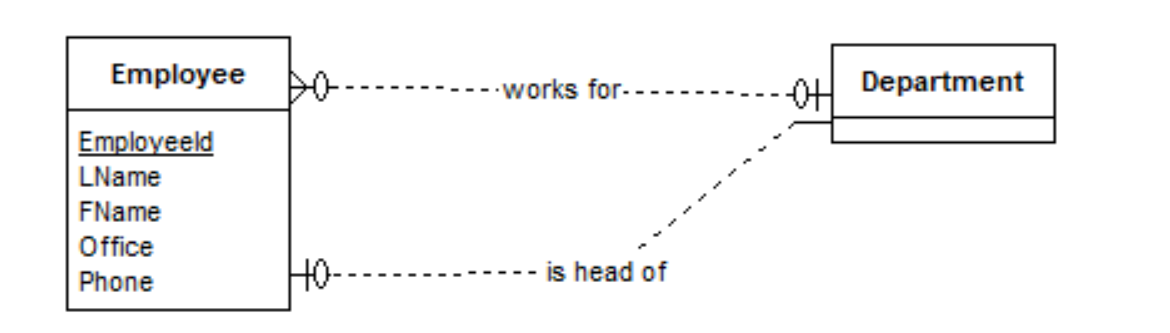 Employee
works for
Department
EmployeeId
LName
FName
Office
Phone
is head of